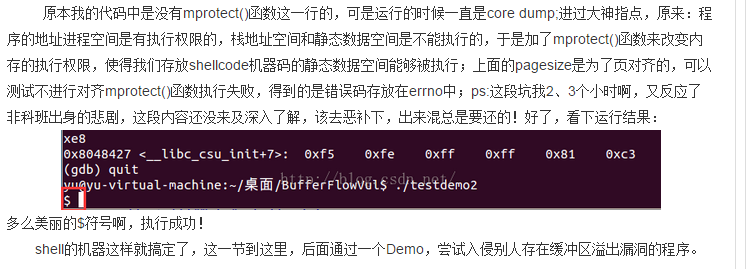 原本我的代码中是没有mprotect()函数这一行的，可是运行的时候一直是core dump;进过大神指点，原来：程
序的地址进程空间是有执行权限的，栈地址空间和静态数据空间是不能执行的，于是加了mprotect()函数来改变内
存的执行权限，使得我们存放shellcode机器码的静态数据空间能够被执行；上面的pagesize是为了页对齐的，可以
测试不进行对齐mprotect()函数执行失败，得到的是错误码存放在errno中；ps:这段坑我2、3个小时啊，又反应了
非科班出身的悲剧，这段内容还没来及深入了解，该去恶补下，出来混总是要还的！好了，看下运行结果：
xe8
0x8048427 <__libc_csu_init+7>: 0xf5 0xfe 0xff 0xff 0x81 0xc3
(gdb) quit
http://blog.csdn.net/
yu@yu-virtual-machine:~/桌面/BufferFlowVul$ ./testdemo2
$
多么美丽的$符号啊，执行成功！
shell的机器这样就搞定了，这一节到这里，后面通过一个Demo，尝试入侵别人存在缓冲区溢出漏洞的程序。